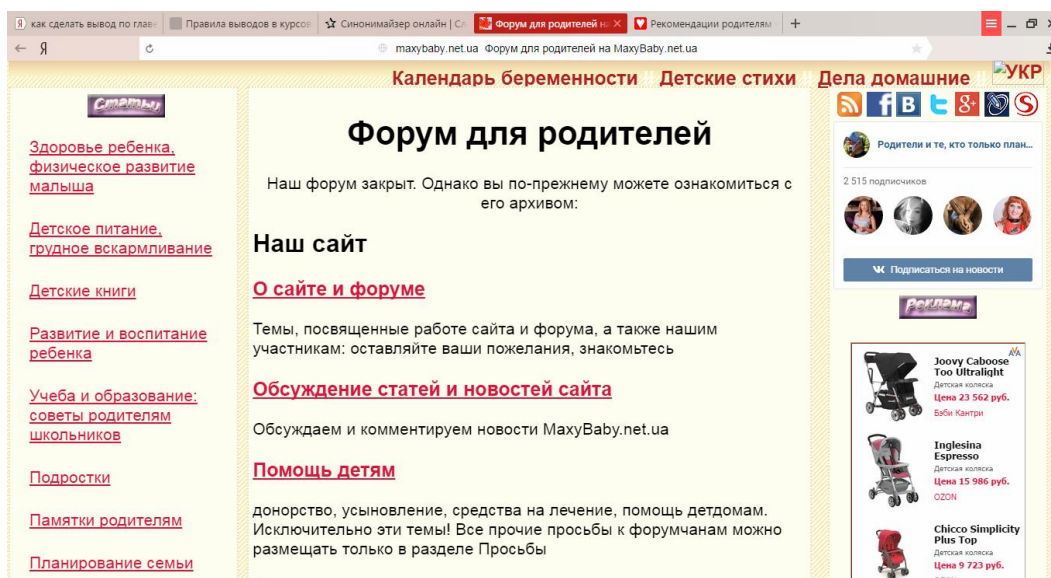 как сделать вывод по глав
Правила выводов в курсов
Синонимайзер онлайн | Сл
Форум для родителей на
Рекомендации родителям
Я
maxybaby.net.ua Форум для родителей на MaxyBaby.net.ua
Календарь беременности
Детские стихи
Дела домашние
УКР
Статьи
Здоровье ребенка,
физическое развитие
малыша
Детское питание,
грудное вскармливание
Детские книги
Развитие и воспитание
ребенка
Учеба и образование:
советы родителям
школьников
Подростки
Памятки родителям
Планирование семьи
Форум для родителей
Наш форум закрыт. Однако вы по-прежнему можете ознакомиться с
его архивом:
Наш сайт
О сайте и форуме
Темы, посвященные работе сайта и форума, а также нашим
участникам: оставляйте ваши пожелания, знакомьтесь
Обсуждение статей и новостей сайта
Обсуждаем и комментируем новости MaxyBaby.net.ua
Помощь детям
донорство, усыновление, средства на лечение, помощь детдомам.
Исключительно эти темы! Все прочие просьбы к форумчанам можно
размещать только в разделе Просьбы
Родители и те, кто только план...
2 515 подписчиков
Подписаться на новости
Реклама
Joovy Caboose
Too Ultralight
Детская коляска
Цена 23 562 руб.
Бэби Кантри
Inglesina
Espresso
Детская коляска
Цена 15 986 руб.
OZON
Chicco Simplicity
Plus Top
Детская коляска
Цена 9 723 руб.